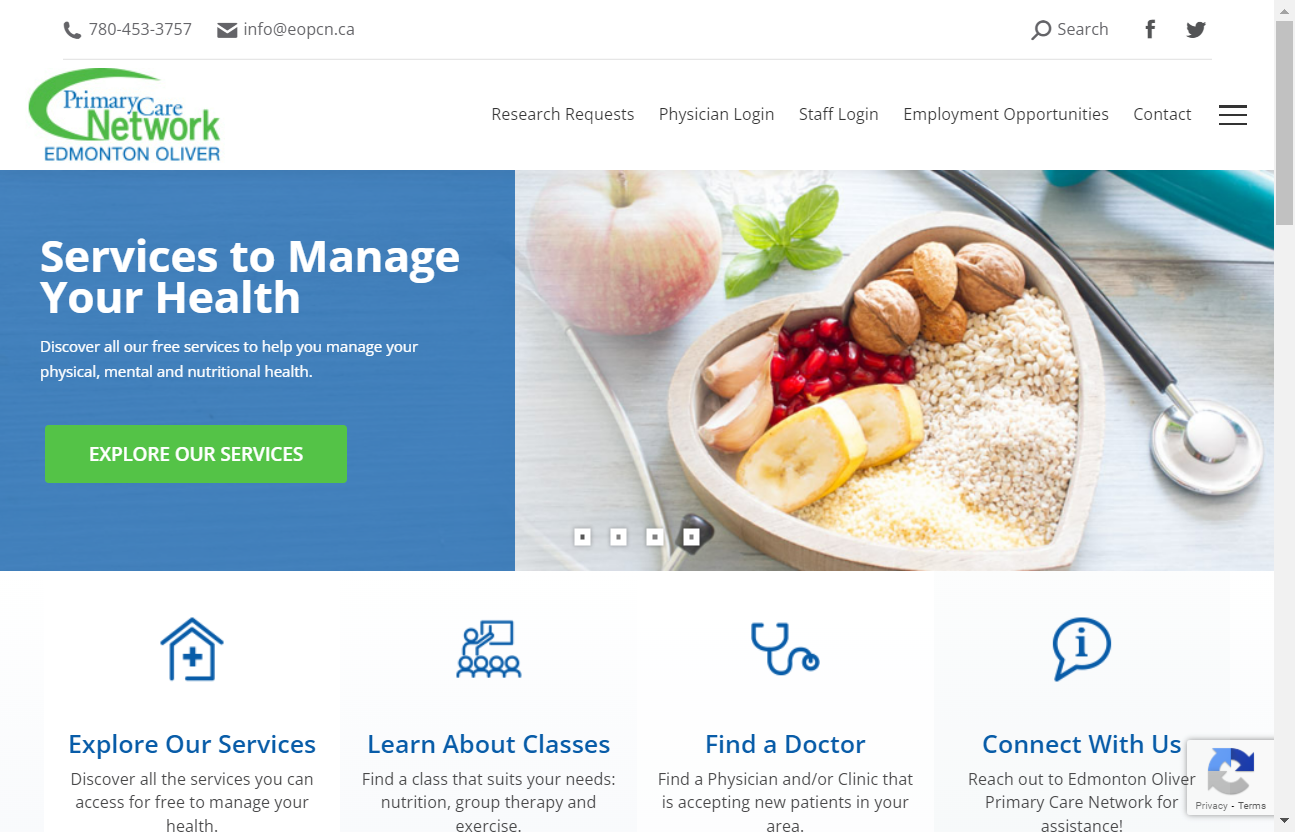 780-453-3757 info@eopcn.ca Search
Primary Care
Network
EDMONTON OLIVER
Research Requests Physician Login Staff Login Employment Opportunities Contact
Services to Manage
Your Health
Discover all our free services to help you manage your
physical, mental and nutritional health.
EXPLORE OUR SERVICES
Explore Our Services
Discover all the services you can
access for free to manage your
health.
Learn About Classes
Find a class that suits your needs:
nutrition, group therapy and
exercise.
Find a Doctor
Find a Physician and/or Clinic that
is accepting new patients in your
area.
Connect With Us
Reach out to Edmonton Oliver
Primary Care Network for
assistance!
Privacy - Terms